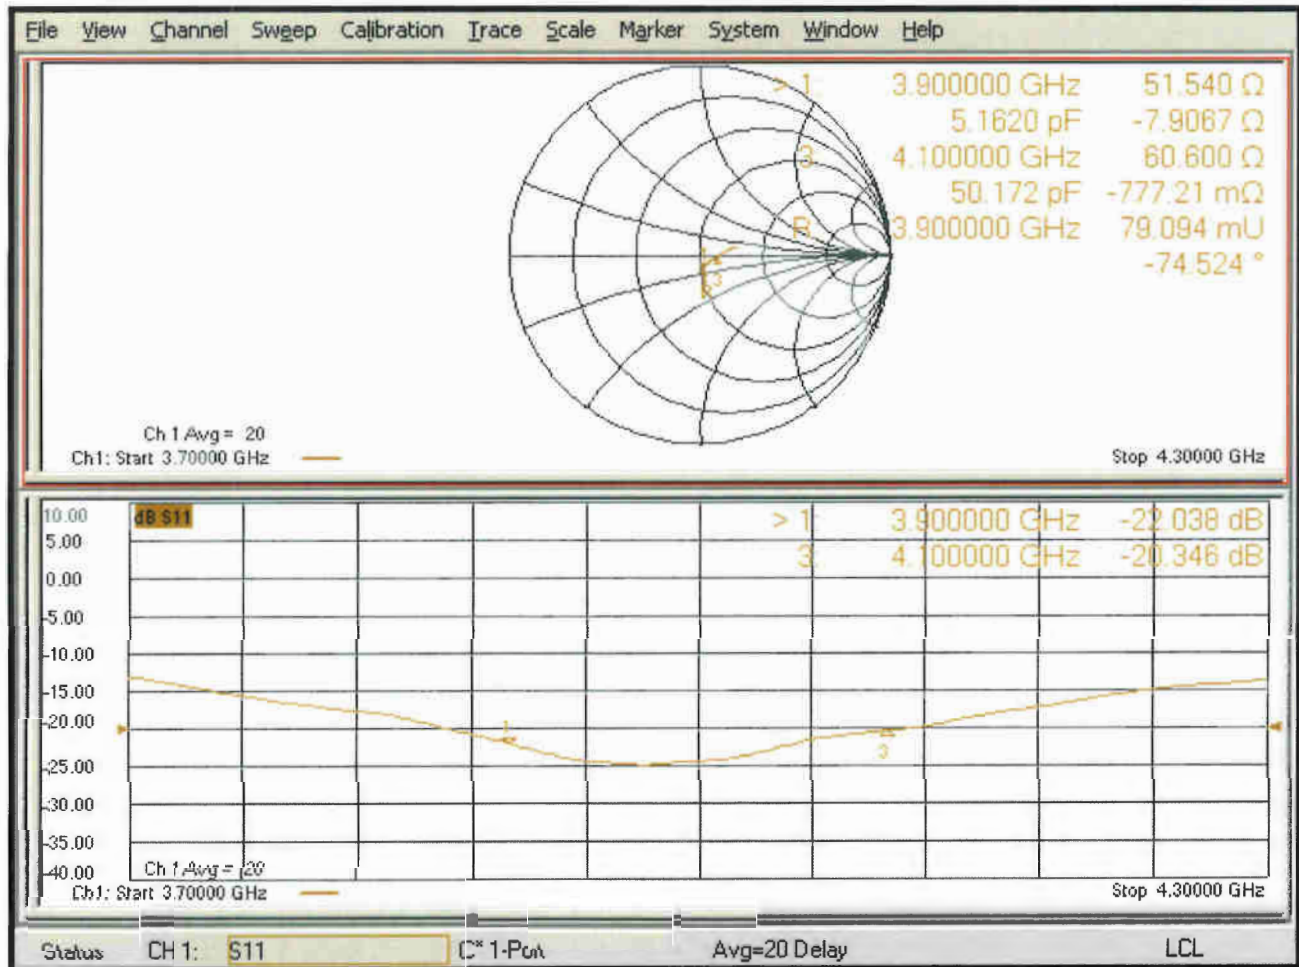 File View Channel Sweep Calibration Trace Scale Marker System Window Help
> 1: 3.900000 GHz 51.540 Ω
5.1620 pF -7.9067 Ω
3: 4.100000 GHz 60.600 Ω
50.172 pF -777.21 mΩ
R: 3.900000 GHz 79.094 mU
-74.524 °
3
Ch 1 Avg = 20
Ch1: Start 3.70000 GHz
Stop 4.30000 GHz
10.00 dB S11
> 1: 3.900000 GHz -22.038 dB
3: 4.100000 GHz -20.346 dB
5.00
0.00
-5.00
-10.00
-15.00
-20.00
-25.00
-30.00
-35.00
-40.00
1
3
Ch 1 Avg = 20
Ch1: Start 3.70000 GHz
Stop 4.30000 GHz
Status CH 1: S11 C* 1-Port Avg=20 Delay LCL